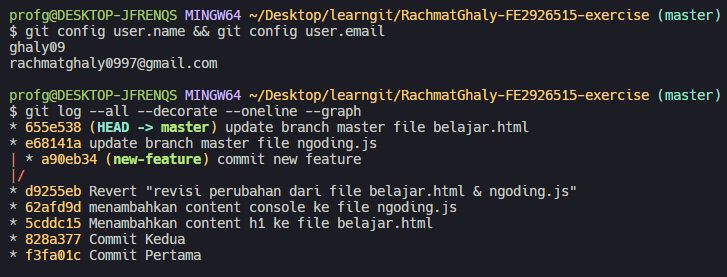 profg@DESKTOP-JFRENQS MINGW64 ~/Desktop/learngit/RachmatGhaly-FE2926515-exercise (master)
$ git config user.name && git config user.email
ghaly09
rachmatghaly0997@gmail.com
profg@DESKTOP-JFRENQS MINGW64 ~/Desktop/learngit/RachmatGhaly-FE2926515-exercise (master)
$ git log --all --decorate --oneline --graph
* 655e538 (HEAD -> master) update branch master file belajar.html
* e68141a update branch master file ngoding.js
| * a90eb34 (new-feature) commit new feature
|/
* d9255eb Revert "revisi perubahan dari file belajar.html & ngoding.js"
* 62afd9d menambahkan content console ke file ngoding.js
* 5cddc15 Menambahkan content h1 ke file belajar.html
* 828a377 Commit Kedua
* f3fa01c Commit Pertama